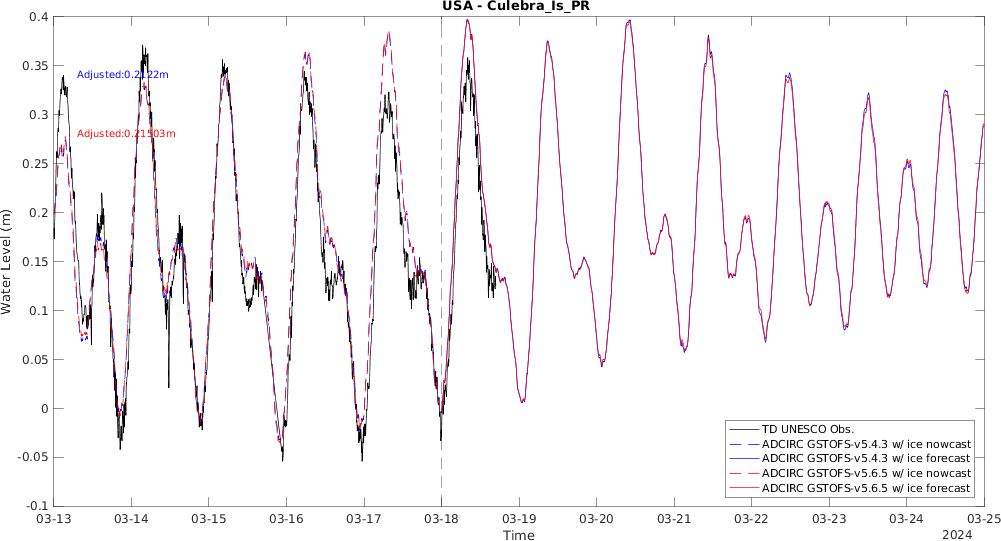 USA - Culebra_Is_PR
0.4
0.35
0.3
0.25
0.2
0.15
0.1
0.05
0
-0.05
-0.1
Water Level (m)
Adjusted:0.2122m
Adjusted:0.21503m
TD UNESCO Obs.
ADCIRC GSTOFS-v5.4.3 w/ ice nowcast
ADCIRC GSTOFS-v5.4.3 w/ ice forecast
ADCIRC GSTOFS-v5.6.5 w/ ice nowcast
ADCIRC GSTOFS-v5.6.5 w/ ice forecast
03-13 03-14 03-15 03-16 03-17 03-18 03-19 03-20 03-21 03-22 03-23 03-24 03-25
Time
2024